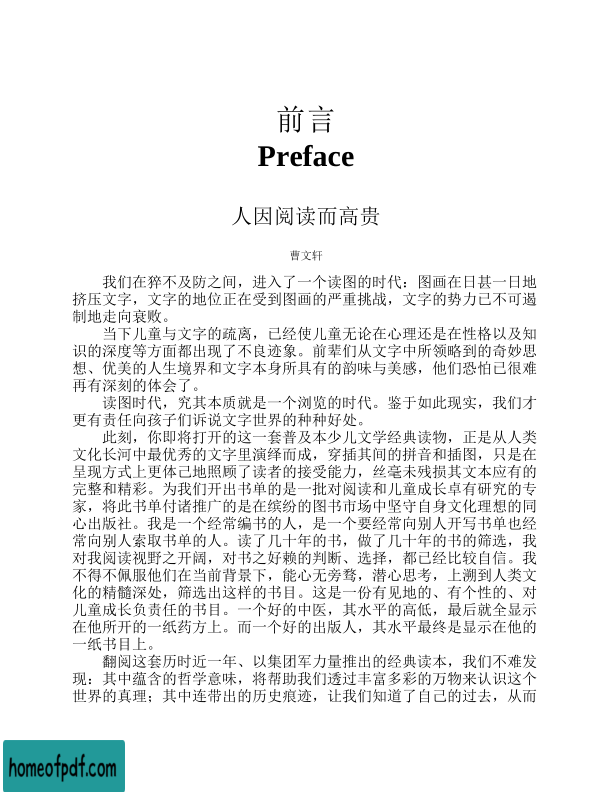 前言
Preface
人因阅读而高贵
曹文轩
我们在猝不及防之间，进入了一个读图的时代：图画在日甚一日地
挤压文字，文字的地位正在受到图画的严重挑战，文字的势力已不可遏
制地走向衰败。
当下儿童与文字的疏离，已经使儿童无论在心理还是在性格以及知
识的深度等方面都出现了不良迹象。前辈们从文字中所领略到的奇妙思
想、优美的人生境界和文字本身所具有的韵味与美感，他们恐怕已很难
再有深刻的体会了。
读图时代，究其本质就是一个浏览的时代。鉴于如此现实，我们才
更有责任向孩子们诉说文字世界的种种好处。
此刻，你即将打开的这一套普及本少儿文学经典读物，正是从人类
文化长河中最优秀的文字里演绎而成，穿插其间的拼音和插图，只是在
呈现方式上更体己地照顾了读者的接受能力，丝毫未残损其文本应有的
完整和精彩。为我们开出书单的是一批对阅读和儿童成长卓有研究的专
家，将此书单付诸推广的是在缤纷的图书市场中坚守自身文化理想的同
心出版社。我是一个经常编书的人，是一个要经常向别人开写书单也经
常向别人索取书单的人。读了几十年的书，做了几十年的书的筛选，我
对我阅读视野之开阔，对书之好赖的判断、选择，都已经比较自信。我
不得不佩服他们在当前背景下，能心无旁骛，潜心思考，上溯到人类文
化的精髓深处，筛选出这样的书目。这是一份有见地的、有个性的、对
儿童成长负责任的书目。一个好的中医，其水平的高低，最后就全显示
在他所开的一纸药方上。而一个好的出版人，其水平最终是显示在他的
一纸书目上。
翻阅这套历时近一年、以集团军力量推出的经典读本，我们不难发
现：其中蕴含的哲学意味，将帮助我们透过丰富多彩的万物来认识这个
世界的真理；其中连带出的历史痕迹，让我们知道了自己的过去，从而
homeofpdf.com